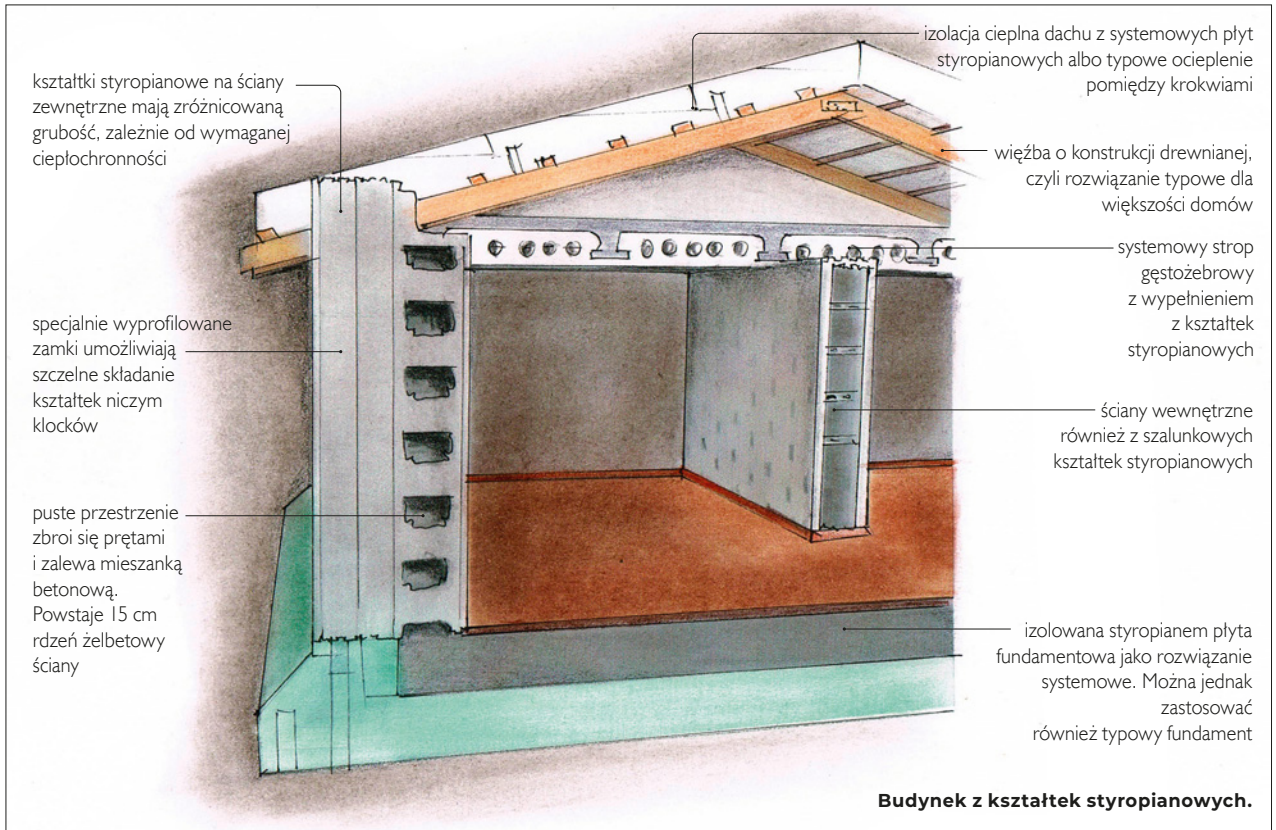 kształtki styropianowe na ściany
zewnętrzne mają zróżnicowaną
grubość, zależnie od wymaganej
ciepłochronności
specjalnie wyprofilowane
zamki umożliwiają
szczelne składanie
kształtek niczym
klocków
puste przestrzenie
zbroi się prętami
i zalewa mieszanką
betonową.
Powstaje 15 cm
rdzeń żelbetowy
ściany
izolacja cieplna dachu z systemowych płyt
styropianowych albo typowe ocieplenie
pomiędzy krokwiami
więźba o konstrukcji drewnianej,
czyli rozwiązanie typowe dla
większości domów
systemowy strop
gęstożebrowy
z wypełnieniem
z kształtek
styropianowych
ściany wewnętrzne
również z szalunkowych
kształtek styropianowych
izolowana styropianem płyta
fundamentowa jako rozwiązanie
systemowe. Można jednak
zastosować
również typowy fundament
Budynek z kształtek styropianowych.